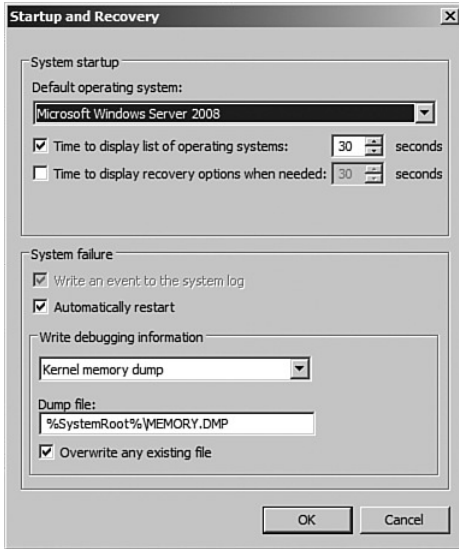 Startup and Recovery
System startup
Default operating system:
Microsoft Windows Server 2008
Time to display list of operating systems: 30 seconds
Time to display recovery options when needed: 30 seconds
System failure
Write an event to the system log
Automatically restart
Write debugging information
Kernel memory dump
Dump file:
%SystemRoot%\MEMORY.DMP
Overwrite any existing file
OK Cancel